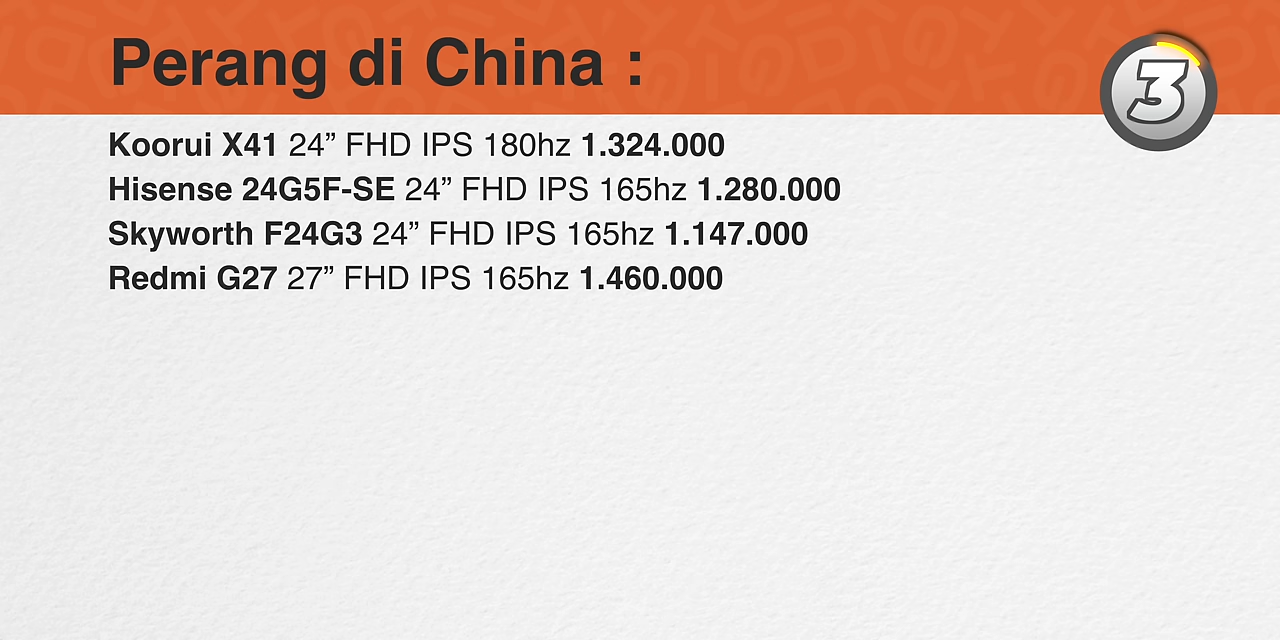 Perang di China :
3
Koorui X41 24” FHD IPS 180hz 1.324.000
Hisense 24G5F-SE 24” FHD IPS 165hz 1.280.000
Skyworth F24G3 24” FHD IPS 165hz 1.147.000
Redmi G27 27” FHD IPS 165hz 1.460.000